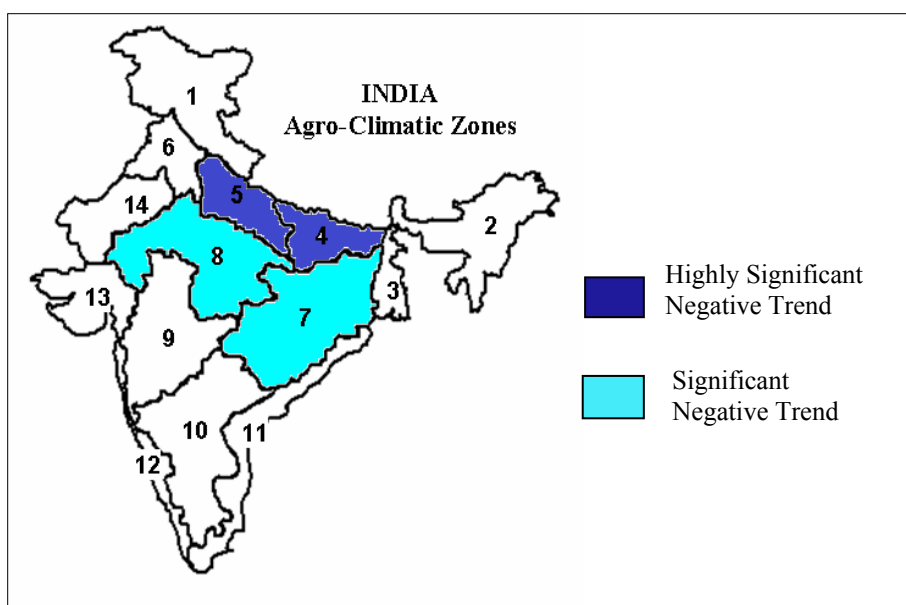 INDIA
Agro-Climatic Zones
1
6
5
14
2
4
8
3
13
7
9
10
11
12
Highly Significant
Negative Trend
Significant
Negative Trend